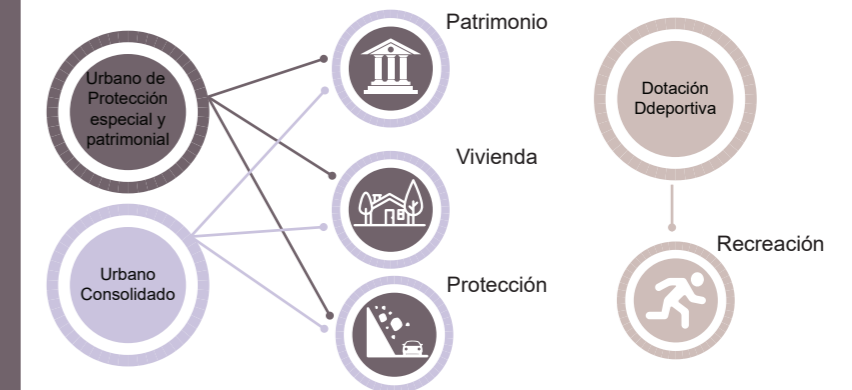 Patrimonio
Urbano de
Protección
especial y
patrimonial
Dotación
Ddeportiva
Vivienda
Recreación
Urbano
Consolidado
Protección